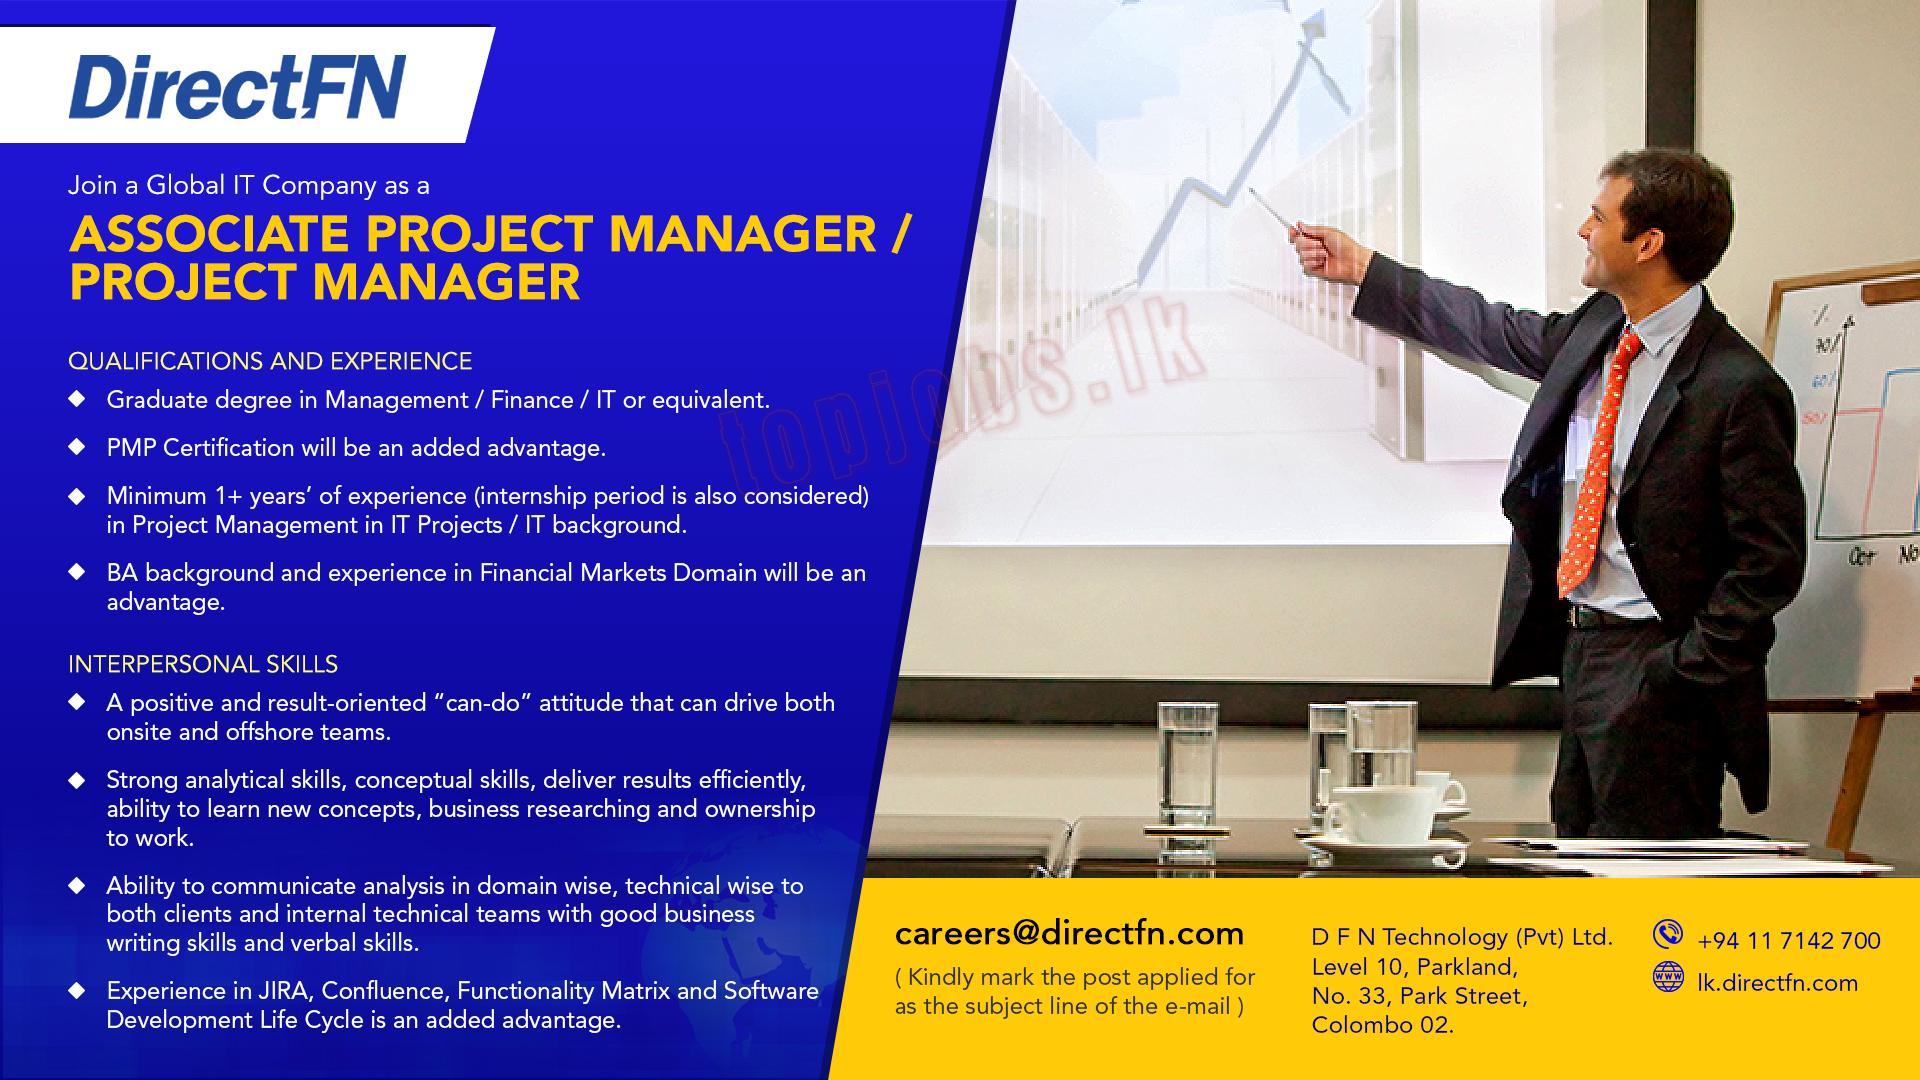 DirectFN
Join a Global IT Company as a
ASSOCIATE PROJECT MANAGER /
PROJECT MANAGER
QUALIFICATIONS AND EXPERIENCE
Graduate degree in Management / Finance / IT or equivalent.
PMP Certification will be an added advantage.
Minimum 1+ years’ of experience (internship period is also considered)
in Project Management in IT Projects / IT background.
BA background and experience in Financial Markets Domain will be an
advantage.
INTERPERSONAL SKILLS
A positive and result-oriented “can-do” attitude that can drive both
onsite and offshore teams.
Strong analytical skills, conceptual skills, deliver results efficiently,
ability to learn new concepts, business researching and ownership
to work.
Ability to communicate analysis in domain wise, technical wise to
both clients and internal technical teams with good business
writing skills and verbal skills.
Experience in JIRA, Confluence, Functionality Matrix and Software
Development Life Cycle is an added advantage.
topjobs.lk
%
70%
60%
50%
Oct
No
careers@directfn.com
( Kindly mark the post applied for
as the subject line of the e-mail )
D F N Technology (Pvt) Ltd.
Level 10, Parkland,
No. 33, Park Street,
Colombo 02.
+94 11 7142 700
www
lk.directfn.com